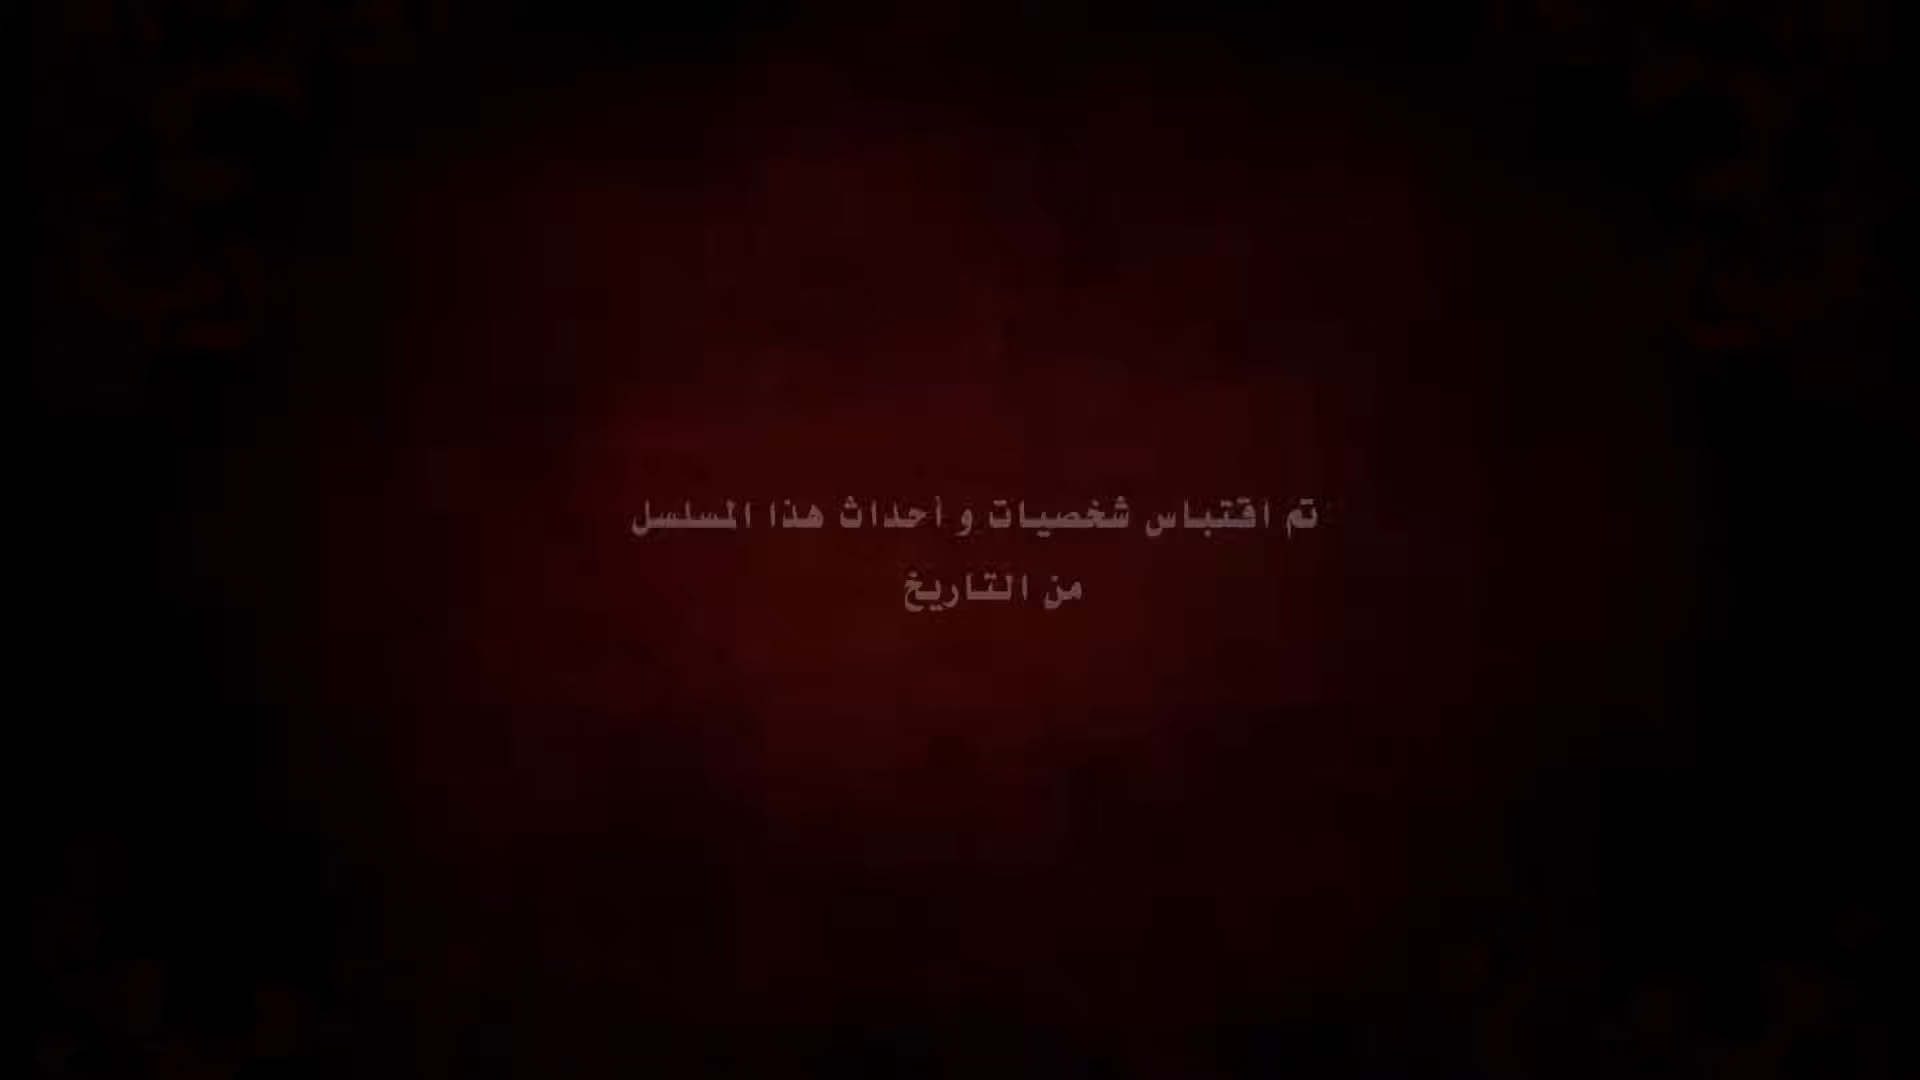 تم اقتباس شخصيات و أحداث هذا المسلسل
من التاريخ